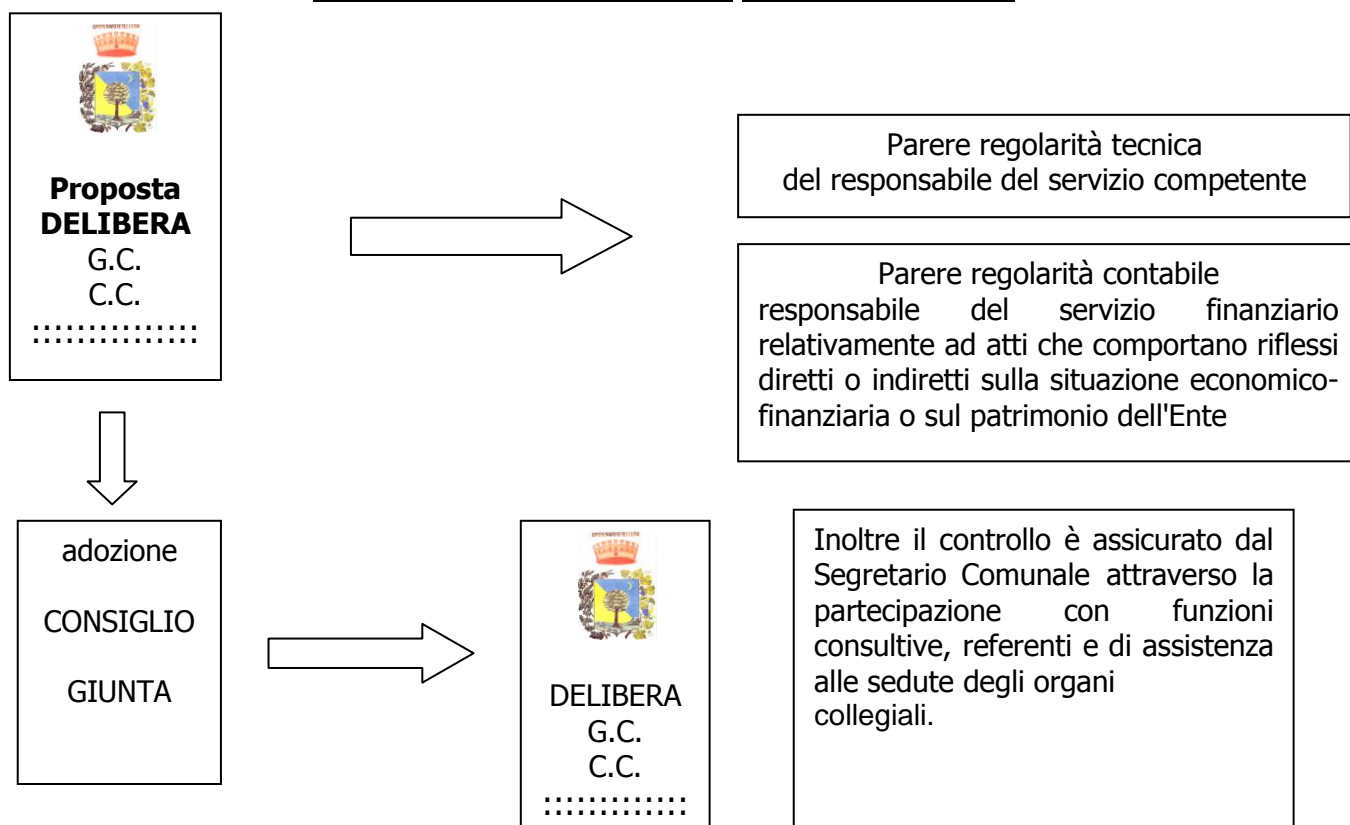 Proposta
DELIBERA
G.C.
C.C.
:::::::::::::::
Parere regolarità tecnica
del responsabile del servizio competente
Parere regolarità contabile
responsabile del servizio finanziario
relativamente ad atti che comportano riflessi
diretti o indiretti sulla situazione economico-
finanziaria o sul patrimonio dell'Ente
adozione
CONSIGLIO
GIUNTA
DELIBERA
G.C.
C.C.
:::::::::::::
Inoltre il controllo è assicurato dal
Segretario Comunale attraverso la
partecipazione con funzioni
consultive, referenti e di assistenza
alle sedute degli organi
collegiali.